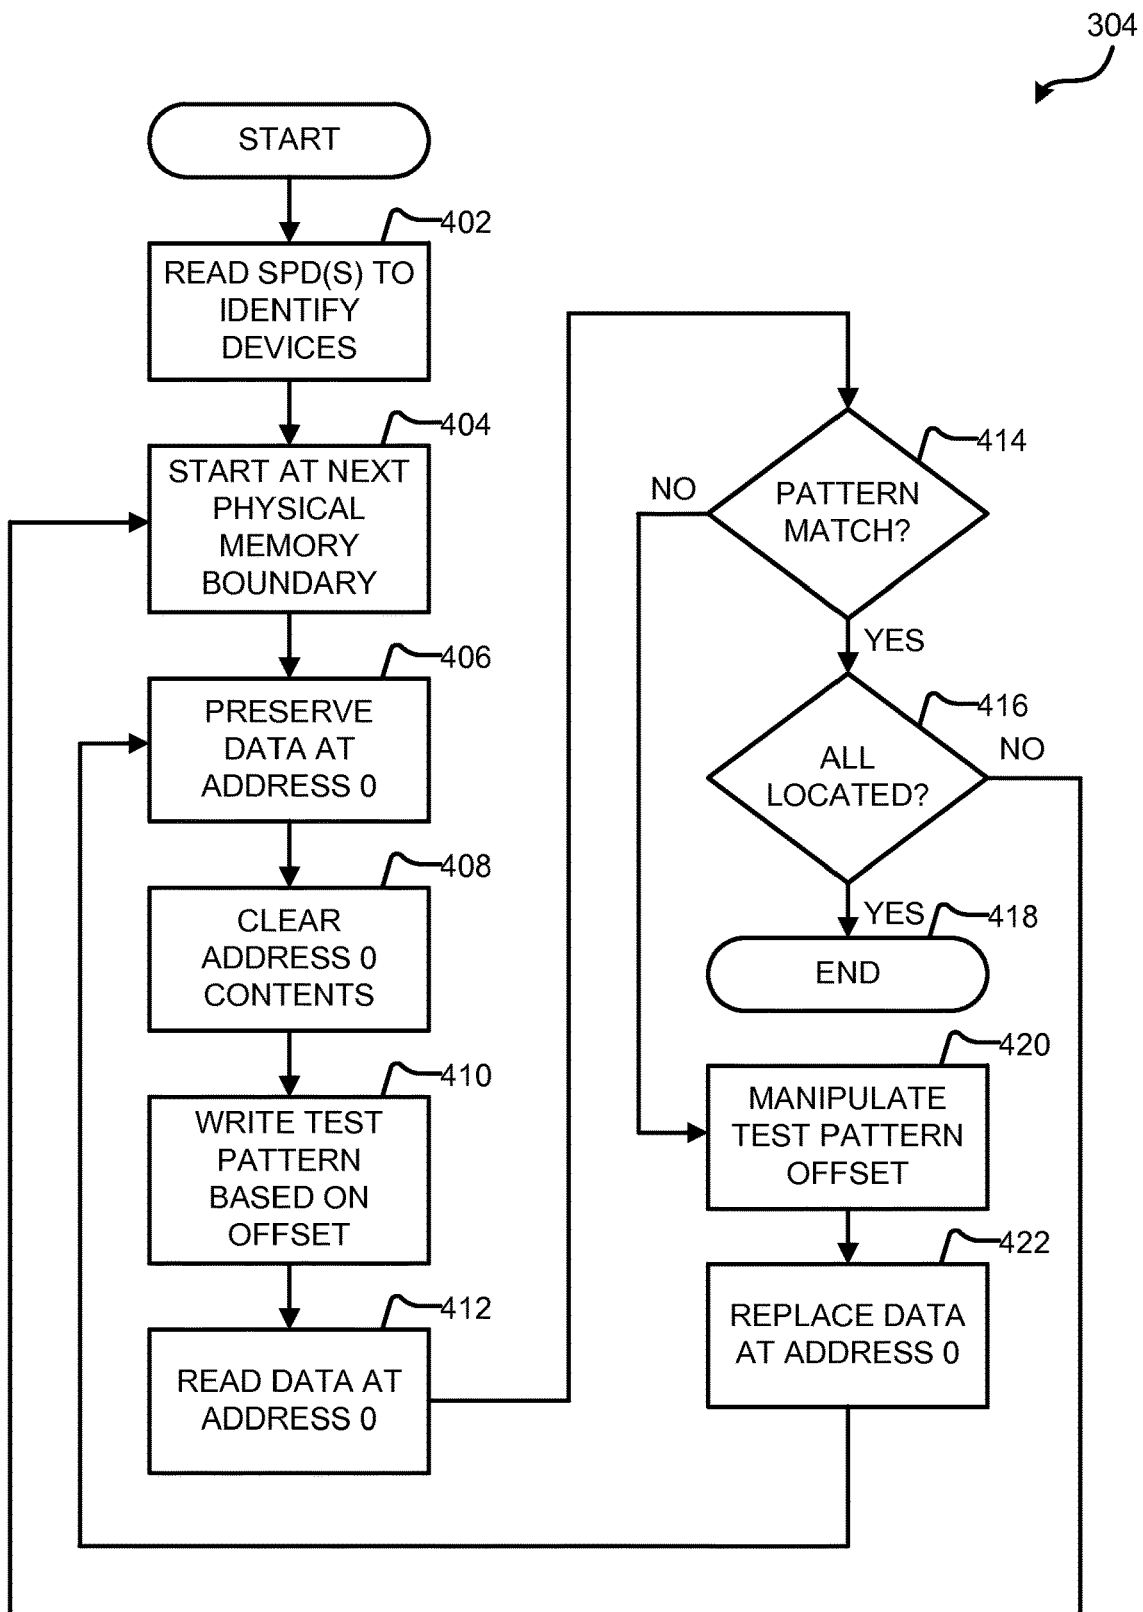 304
START
402
READ SPD(S) TO
IDENTIFY
DEVICES
404
START AT NEXT
PHYSICAL
MEMORY
BOUNDARY
406
PRESERVE
DATA AT
ADDRESS 0
408
CLEAR
ADDRESS 0
CONTENTS
410
WRITE TEST
PATTERN
BASED ON
OFFSET
412
READ DATA AT
ADDRESS 0
414
NO
PATTERN
MATCH?
YES
416
NO
ALL
LOCATED?
YES
418
END
420
MANIPULATE
TEST PATTERN
OFFSET
422
REPLACE DATA
AT ADDRESS 0